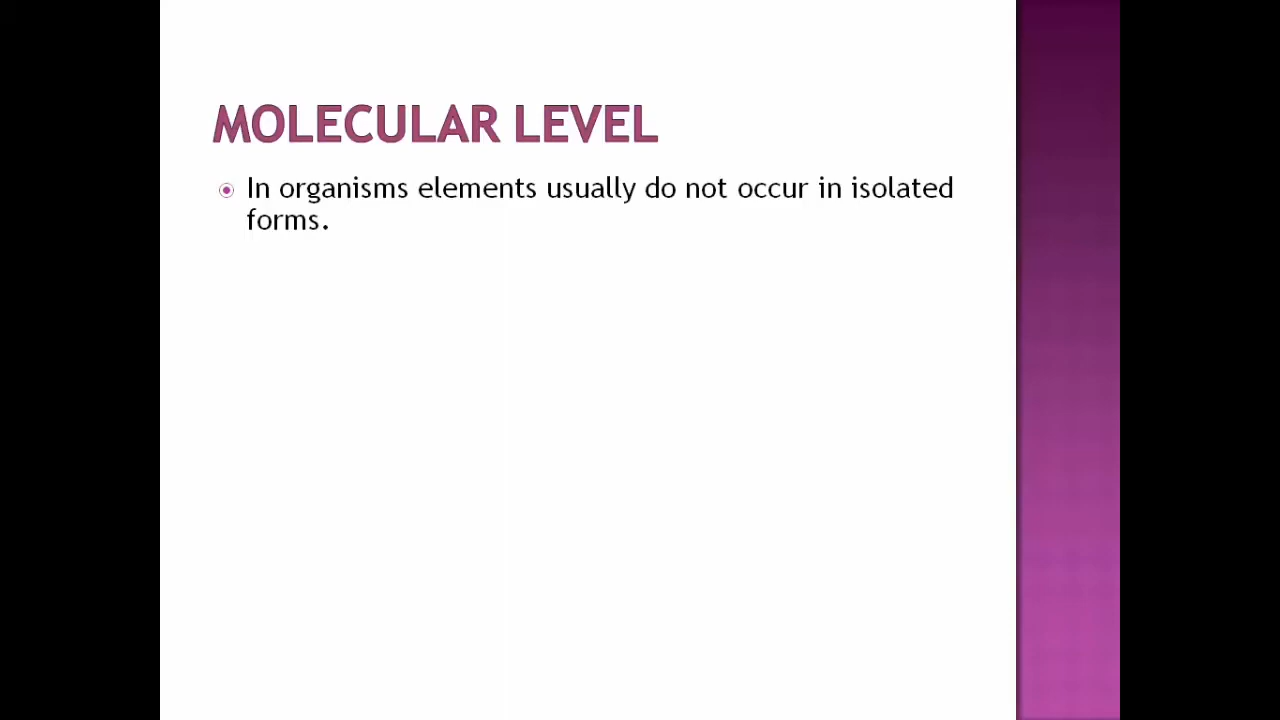 MOLECULAR LEVEL
In organisms elements usually do not occur in isolated
forms.